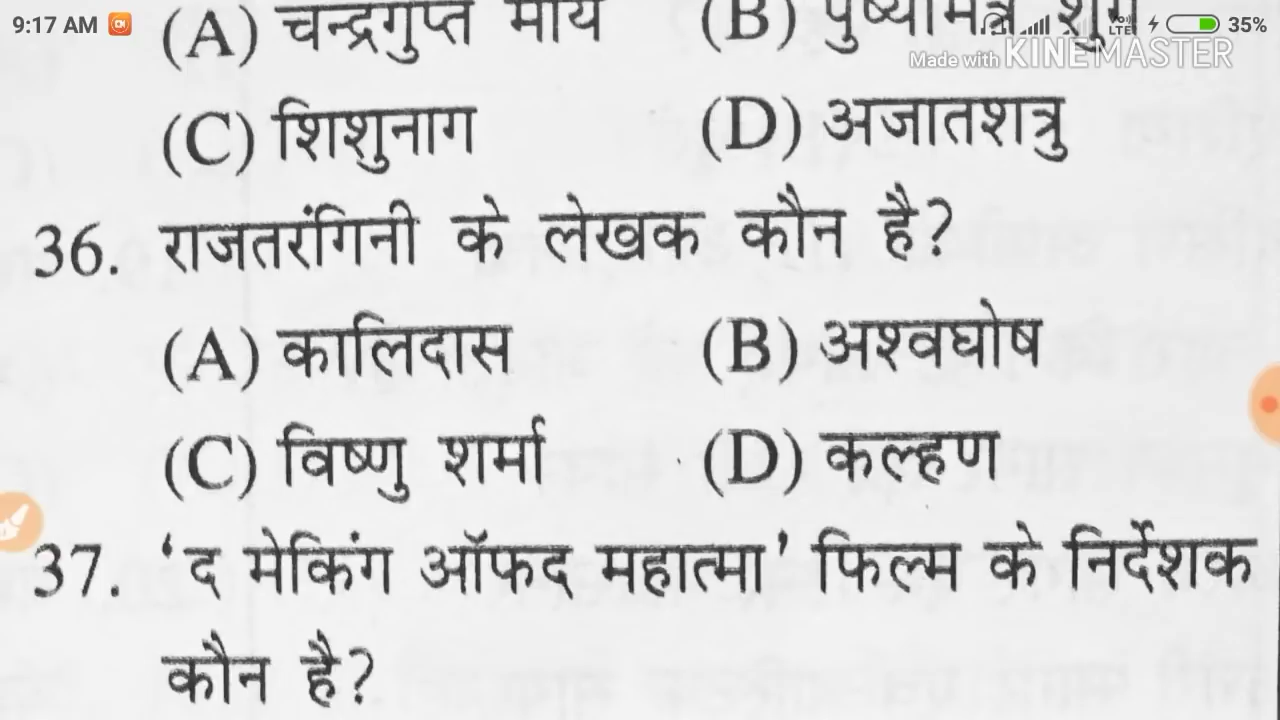 9:17 AM 35%
Made with KINEMASTER
(A) चन्द्रगुप्त मौर्य (B) पुष्यमित्र शुंग
(C) शिशुनाग (D) अजातशत्रु
36. राजतरंगिनी के लेखक कौन है?
(A) कालिदास (B) अश्वघोष
(C) विष्णु शर्मा (D) कल्हण
37. ‘द मेकिंग ऑफद महात्मा’ फिल्म के निर्देशक
कौन है?